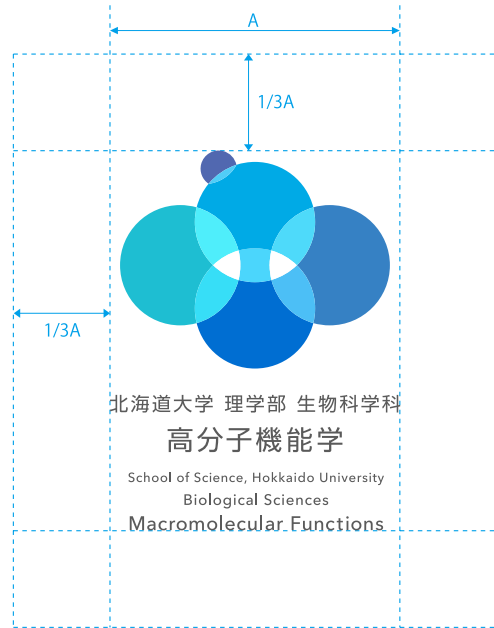 A
1/3A
1/3A
北海道大学 理学部 生物科学科
高分子機能学
School of Science, Hokkaido University
Biological Sciences
Macromolecular Functions